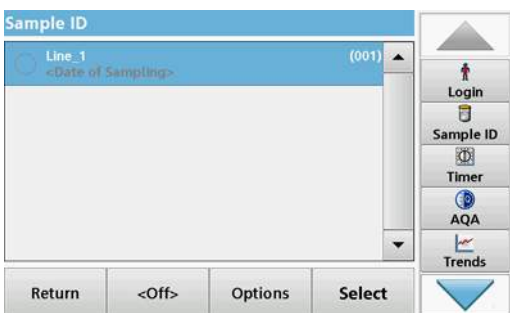 Sample ID
Line_1 (001)
<Date of Sampling>
Login
Sample ID
Timer
AQA
Trends
Return <Off> Options Select